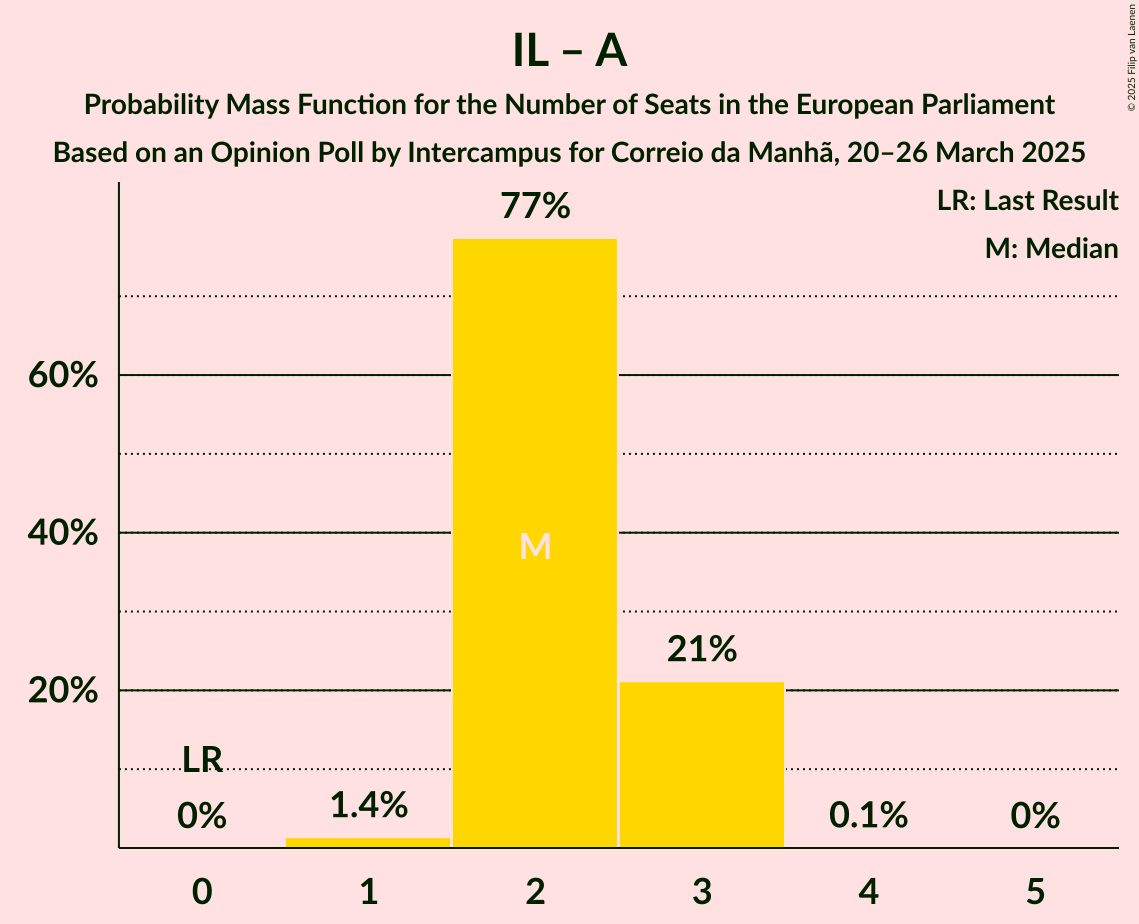 IL – A
Probability Mass Function for the Number of Seats in the European Parliament
Based on an Opinion Poll by Intercampus for Correio da Manhã, 20–26 March 2025
© 2025 Filip van Laenen
LR: Last Result
M: Median
77%
60%
40%
M
21%
20%
LR
0%
1.4%
0.1%
0%
0
1
2
3
4
5